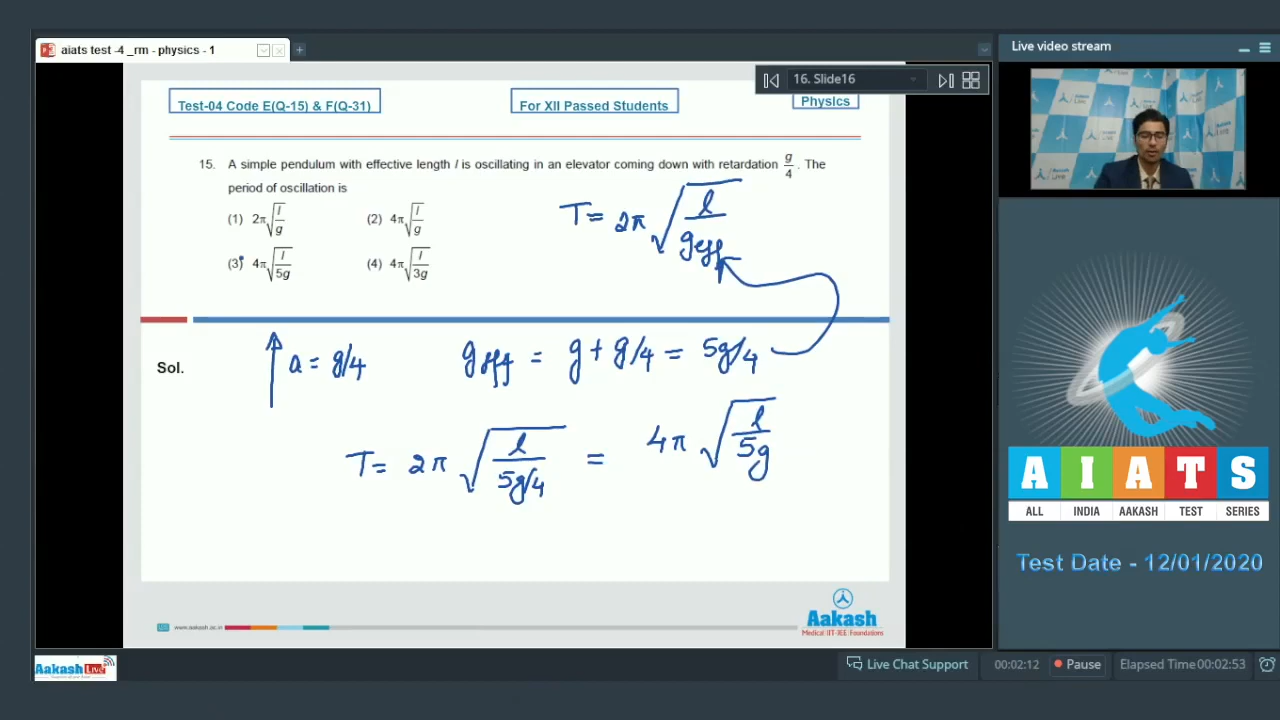 aiats test -4 _rm - physics - 1
Live video stream
16. Slide16
Test-04 Code E(Q-15) & F(Q-31)
For XII Passed Students
Physics
15. A simple pendulum with effective length l is oscillating in an elevator coming down with retardation g/4. The
period of oscillation is
(1) 2π√(l/g) (2) 4π√(l/g)
(3) 4π√(l/5g) (4) 4π√(l/3g)
T = 2π√(l/geff)
Sol.
a = g/4
geff = g + g/4 = 5g/4
T = 2π√(l/(5g/4)) = 4π√(l/5g)
www.aakash.ac.in
Aakash
Medical | IIT-JEE | Foundations
A I A T S
ALL INDIA AAKASH TEST SERIES
Test Date - 12/01/2020
Aakash Live
Live Chat Support
00:02:12
Pause
Elapsed Time 00:02:53